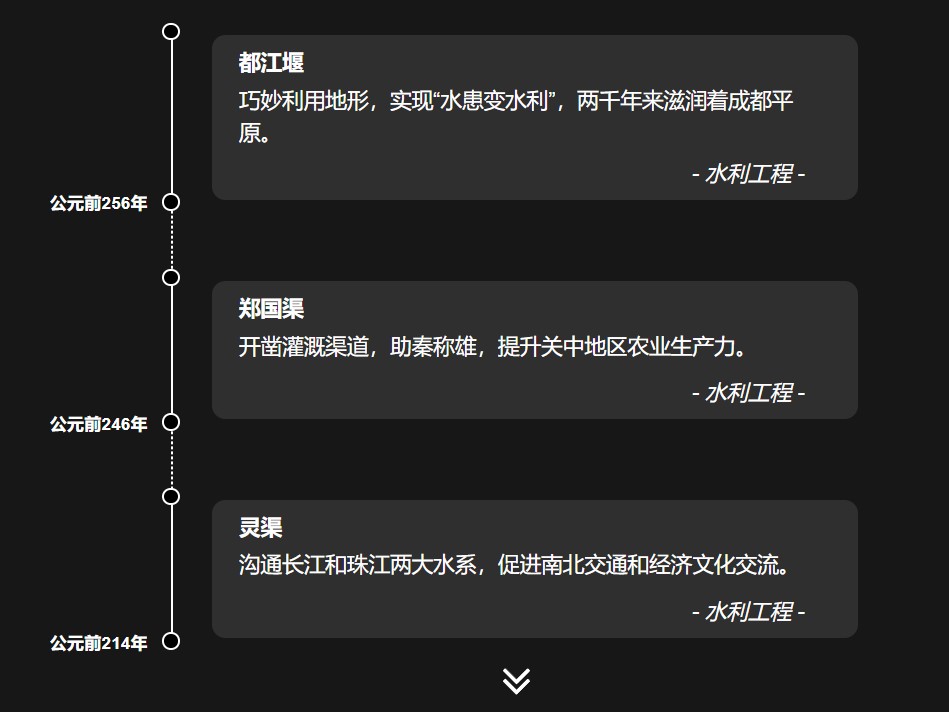 都江堰
巧妙利用地形，实现“水患变水利”，两千年来滋润着成都平
原。
- 水利工程 -
公元前256年
郑国渠
开凿灌溉渠道，助秦称雄，提升关中地区农业生产力。
- 水利工程 -
公元前246年
灵渠
沟通长江和珠江两大水系，促进南北交通和经济文化交流。
- 水利工程 -
公元前214年